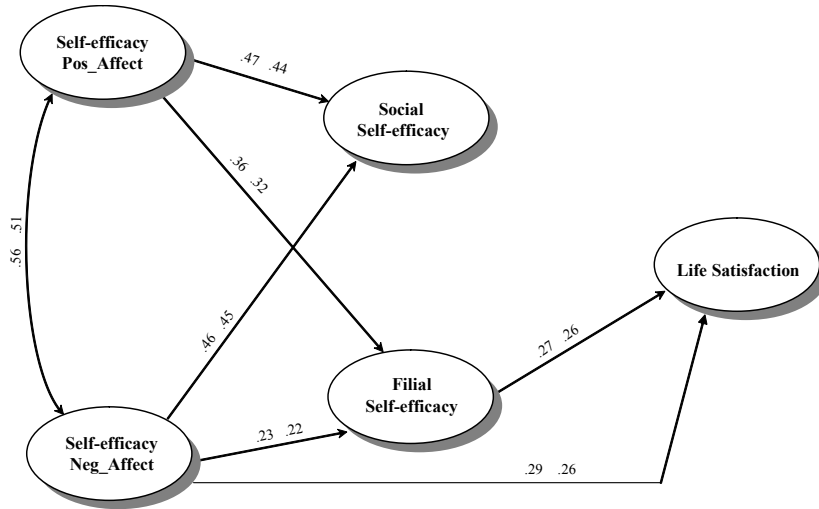 Self-efficacy
Pos_Affect
.47 .44
Social
Self-efficacy
.36 .32
.56 .51
Life Satisfaction
.46 .45
.27 .26
Filial
Self-efficacy
.23 .22
Self-efficacy
Neg_Affect
.29 .26